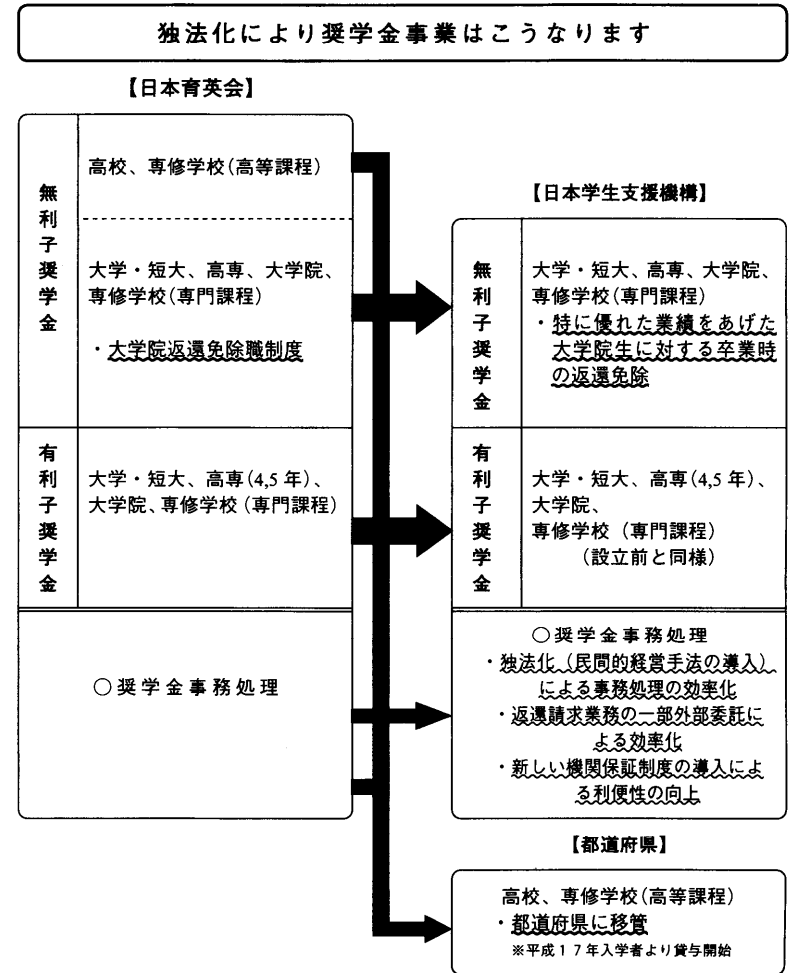 独法化により奨学金事業はこうなります
【日本育英会】
無利子奨学金
高校、専修学校(高等課程)
大学・短大、高専、大学院、
専修学校(専門課程)
・大学院返還免除職制度
有利子奨学金
大学・短大、高専(4,5年)、
大学院、専修学校(専門課程)
○奨学金事務処理
【日本学生支援機構】
無利子奨学金
大学・短大、高専、大学院、
専修学校(専門課程)
・特に優れた業績をあげた
大学院生に対する卒業時
の返還免除
有利子奨学金
大学・短大、高専(4,5年)、
大学院、
専修学校(専門課程)
(設立前と同様)
○奨学金事務処理
・独法化(民間的経営手法の導入)
による事務処理の効率化
・返還請求業務の一部外部委託に
よる効率化
・新しい機関保証制度の導入によ
る利便性の向上
【都道府県】
高校、専修学校(高等課程)
・都道府県に移管
※平成17年入学者より貸与開始